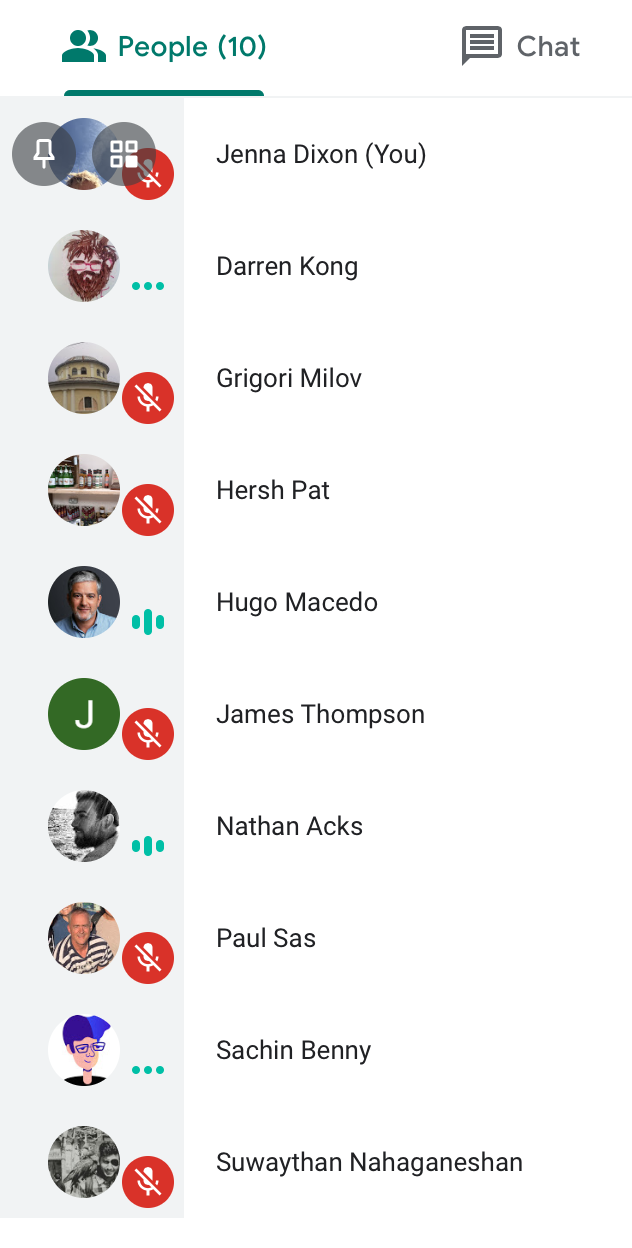 People (10)
Chat
Jenna Dixon (You)
Darren Kong
Grigori Milov
Hersh Pat
Hugo Macedo
J
James Thompson
Nathan Acks
Paul Sas
Sachin Benny
Suwaythan Nahaganeshan